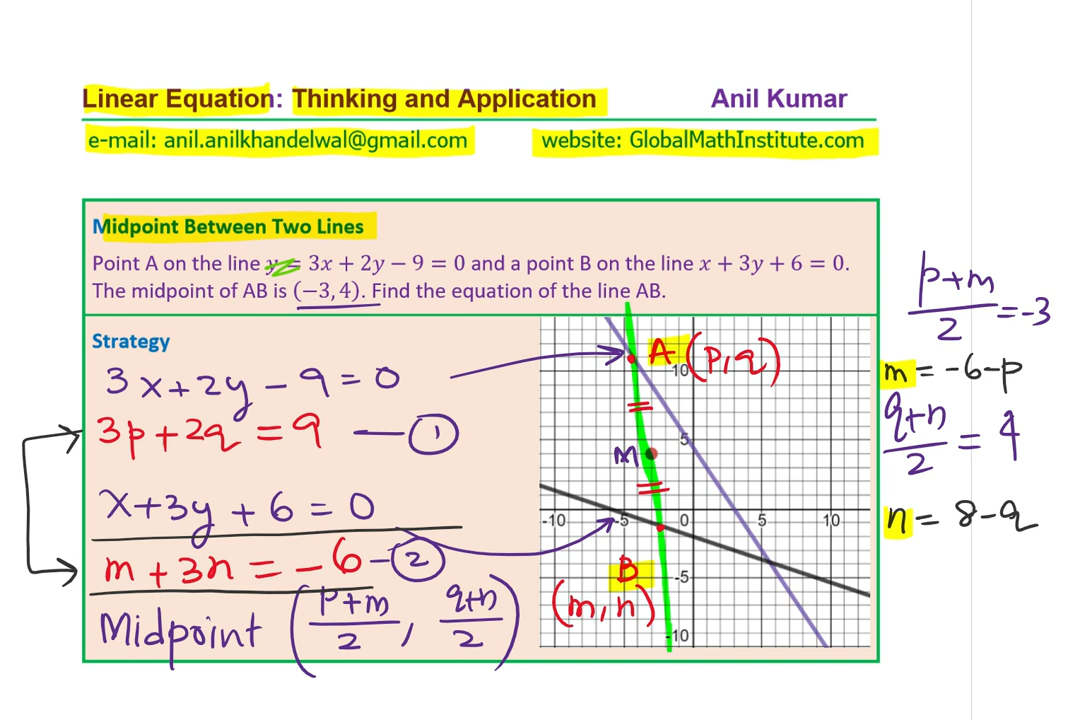 Linear Equation: Thinking and Application Anil Kumar
e-mail: anil.anilkhandelwal@gmail.com website: GlobalMathInstitute.com
Midpoint Between Two Lines
Point A on the line y = 3x + 2y − 9 = 0 and a point B on the line x + 3y + 6 = 0.
The midpoint of AB is (−3, 4). Find the equation of the line AB.
Strategy
3x + 2y − 9 = 0
3p + 2q = 9 — ①
x + 3y + 6 = 0
m + 3n = −6 — ②
Midpoint (p+m/2, q+n/2)
A (p, q)
10
5
M
-10 -5 0 5 10
B
-5
(m, n)
-10
p+m/2 = -3
m = -6-p
q+n/2 = 4
n = 8-q